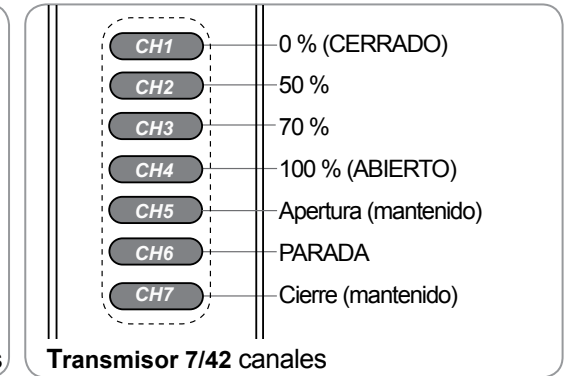 CH1 0 % (CERRADO)
CH2 50 %
CH3 70 %
CH4 100 % (ABIERTO)
CH5 Apertura (mantenido)
CH6 PARADA
CH7 Cierre (mantenido)
Transmisor 7/42 canales